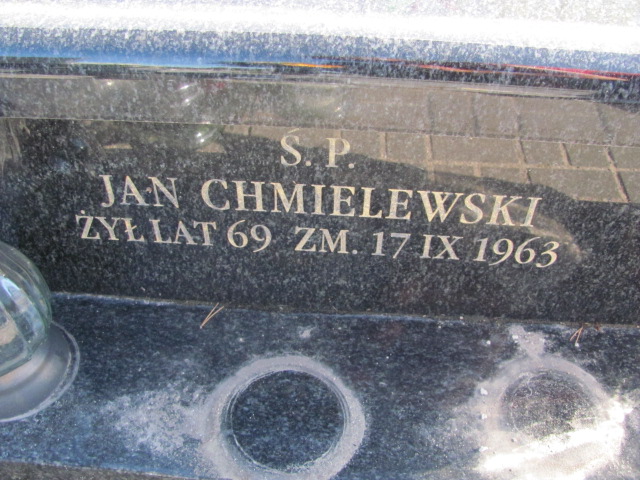 Ś. P.
JAN CHMIELEWSKI
ŻYŁ LAT 69 ZM. 17 IX 1963